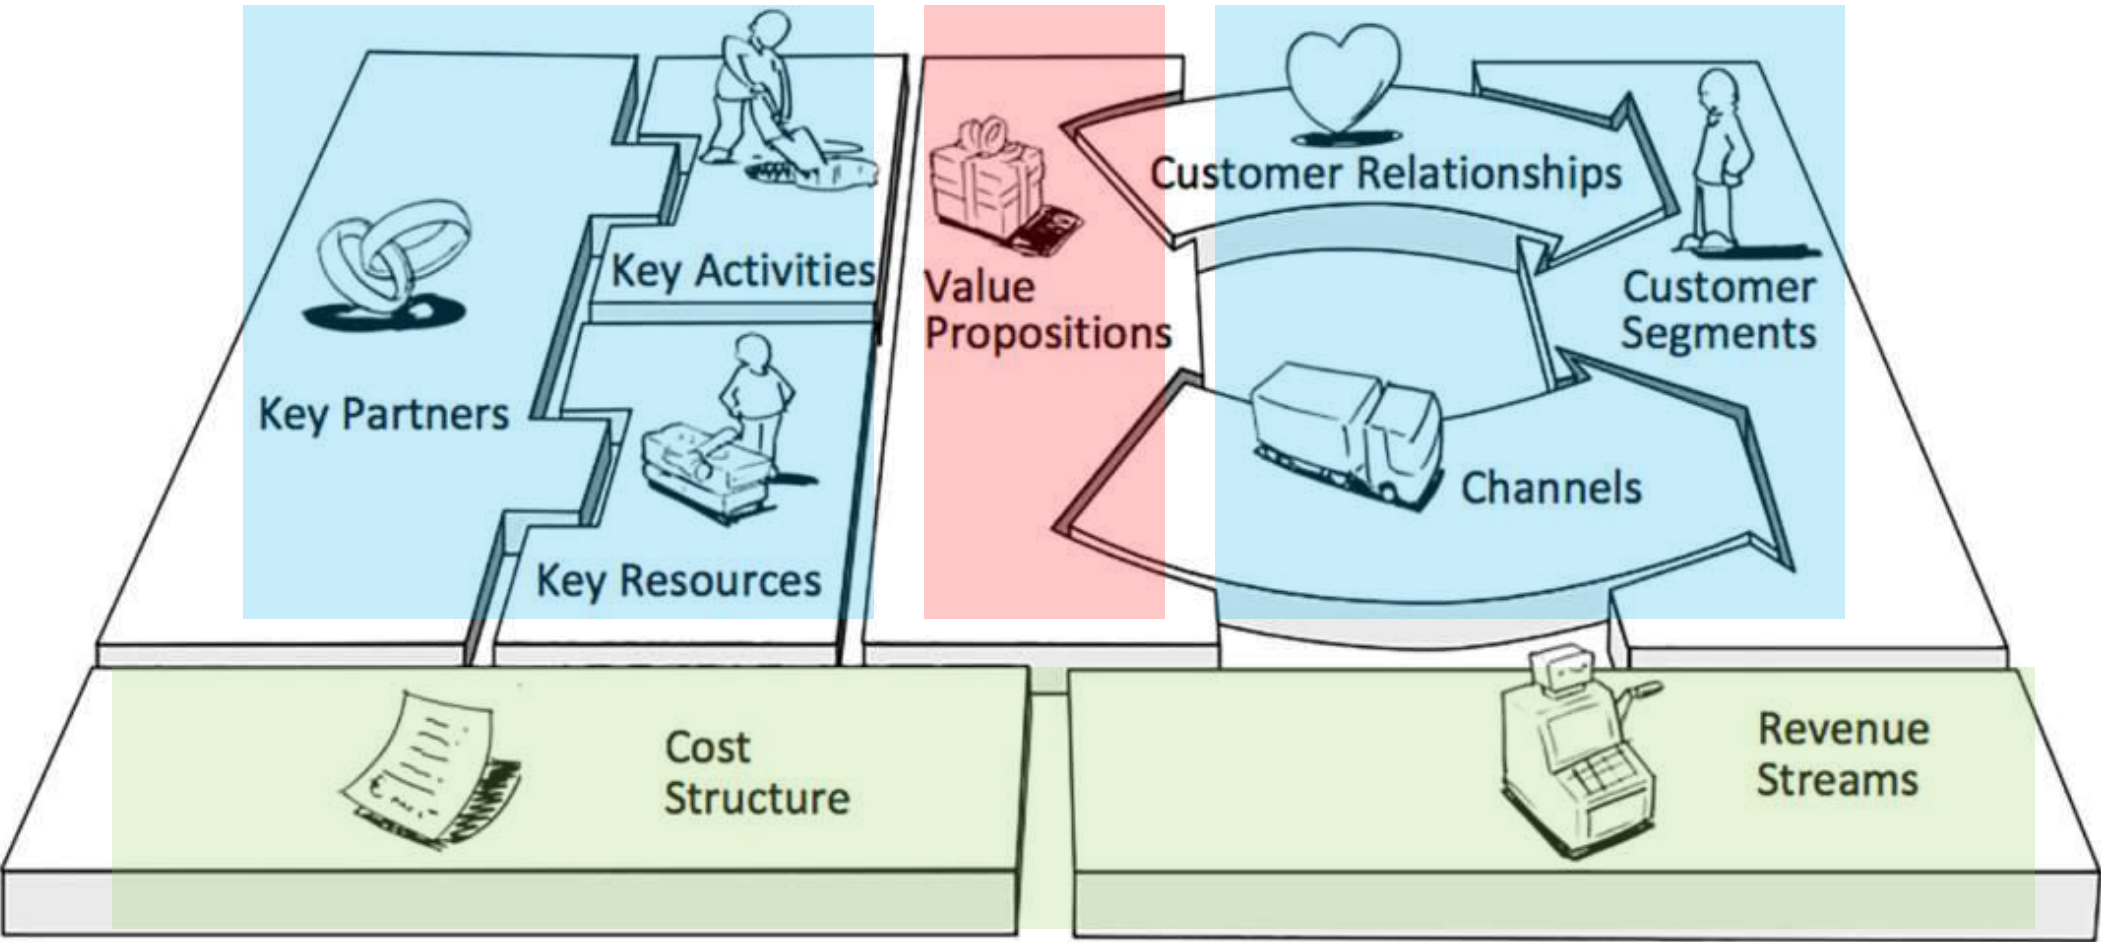 Key Partners
Key Activities
Key Resources
Value
Propositions
Customer Relationships
Channels
Customer
Segments
Cost
Structure
Revenue
Streams